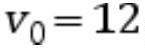 v₀ = 12